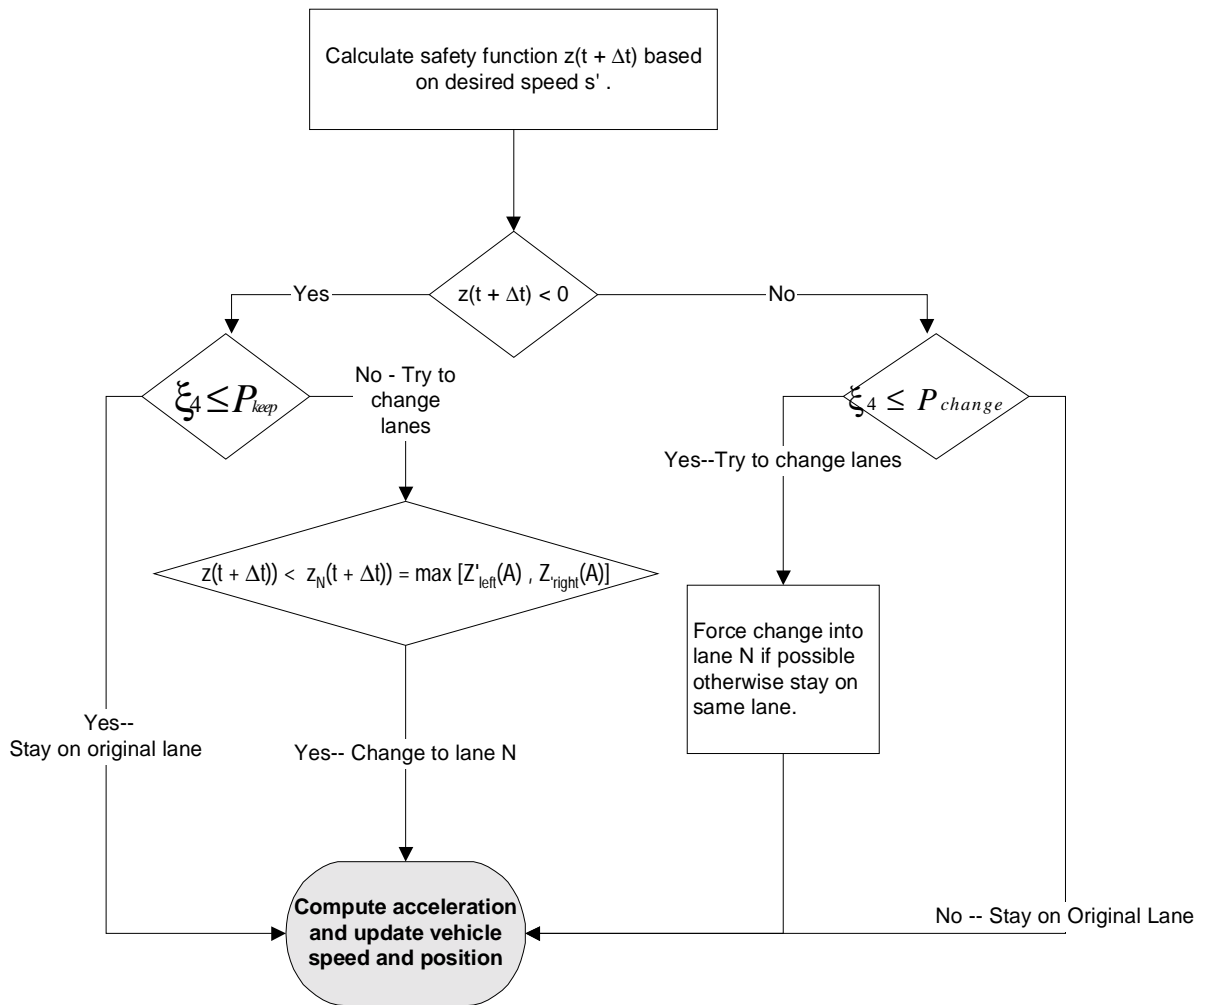 Calculate safety function z(t + Δt) based
on desired speed s' .
z(t + Δt) < 0
Yes
No
ξ4 ≤ Pkeep
No - Try to
change
lanes
ξ4 ≤ Pchange
Yes--Try to change lanes
z(t + Δt)) < zN(t + Δt)) = max [Z'left(A) , Z'right(A)]
Force change into
lane N if possible
otherwise stay on
same lane.
Yes--
Stay on original lane
Yes-- Change to lane N
Compute acceleration
and update vehicle
speed and position
No -- Stay on Original Lane